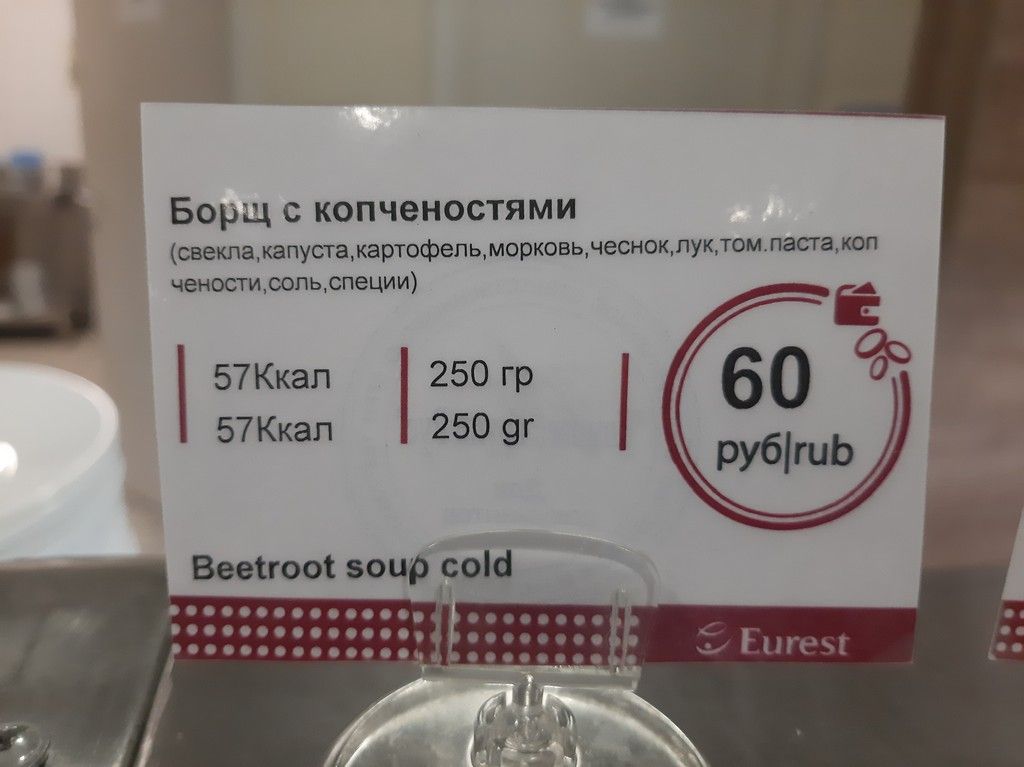 Борщ с копченостями
(свекла,капуста,картофель,морковь,чеснок,лук,том.паста,коп
чености,соль,специи)
57Ккал
250 гр
57Ккал
250 gr
60
руб|rub
Beetroot soup cold
Eurest